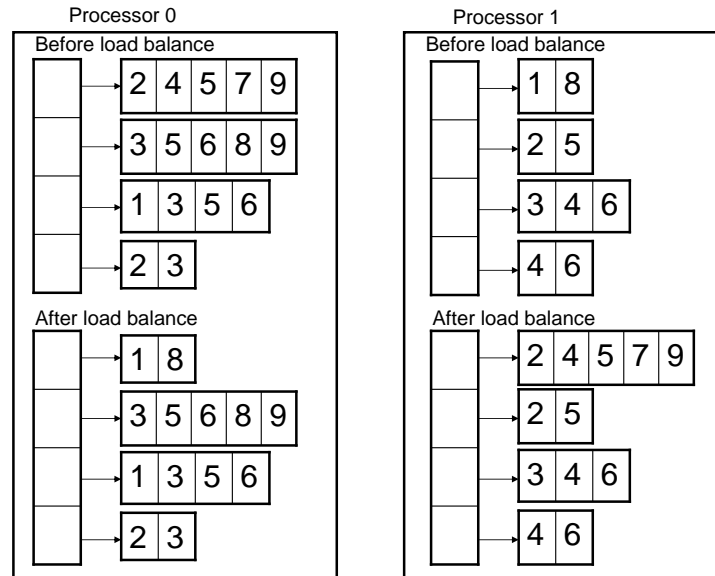 Processor 0
Before load balance
2 4 5 7 9
3 5 6 8 9
1 3 5 6
2 3
After load balance
1 8
3 5 6 8 9
1 3 5 6
2 3
Processor 1
Before load balance
1 8
2 5
3 4 6
4 6
After load balance
2 4 5 7 9
2 5
3 4 6
4 6